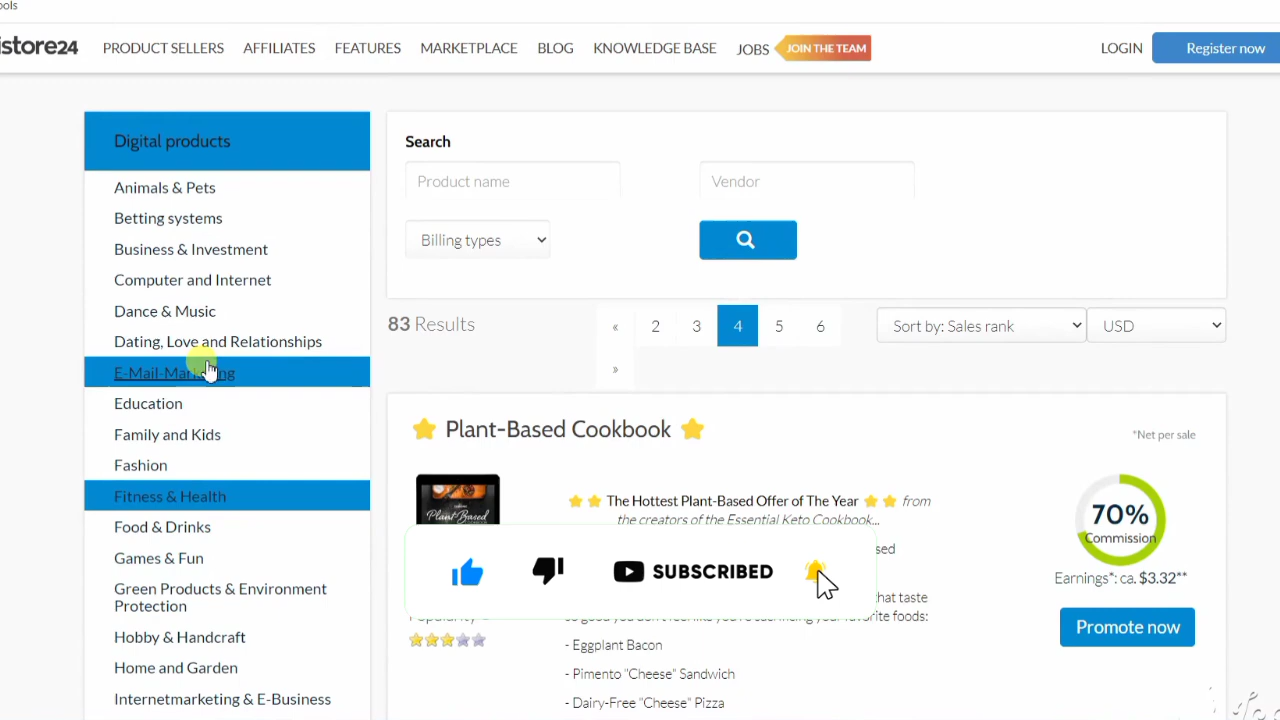 ools
istore24
PRODUCT SELLERS
AFFILIATES
FEATURES
MARKETPLACE
BLOG
KNOWLEDGE BASE
JOBS
JOIN THE TEAM
LOGIN
Register now
Digital products
Animals & Pets
Betting systems
Business & Investment
Computer and Internet
Dance & Music
Dating, Love and Relationships
E-Mail-Marketing
Education
Family and Kids
Fashion
Fitness & Health
Food & Drinks
Games & Fun
Green Products & Environment
Protection
Hobby & Handcraft
Home and Garden
Internetmarketing & E-Business
Search
Product name
Vendor
Billing types
83 Results
« 2 3 4 5 6
»
Sort by: Sales rank
USD
Plant-Based Cookbook
*Net per sale
The Hottest Plant-Based Offer of The Year from
the creators of the Essential Keto Cookbook...
Plant-Based
70%
Commission
Earnings*: ca. $3.32**
Promote now
SUBSCRIBED
that taste
- Eggplant Bacon
- Pimento "Cheese" Sandwich
- Dairy-Free "Cheese" Pizza